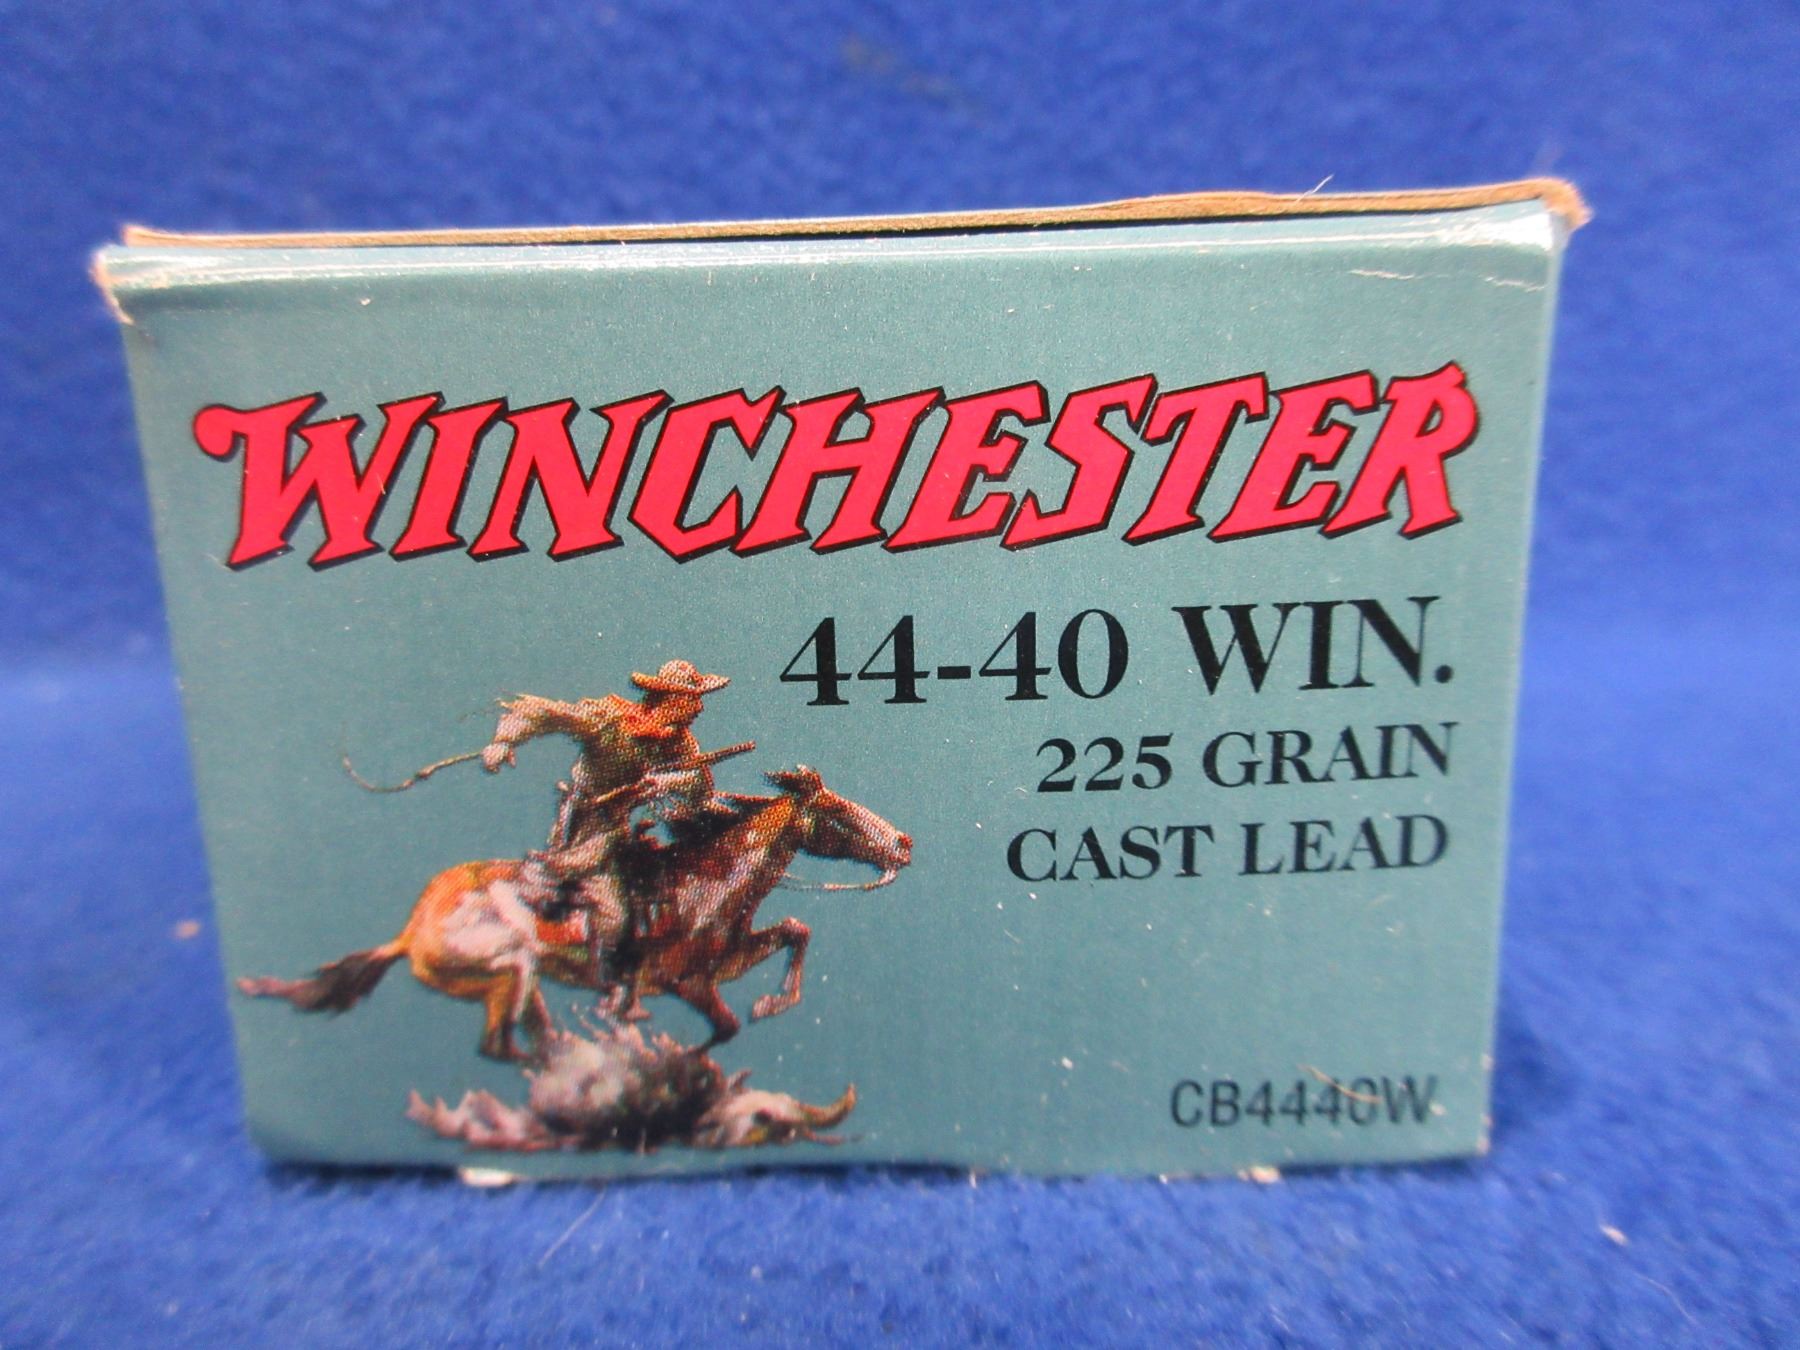 WINCHESTER
44-40 WIN.
225 GRAIN
CAST LEAD
CB4440W